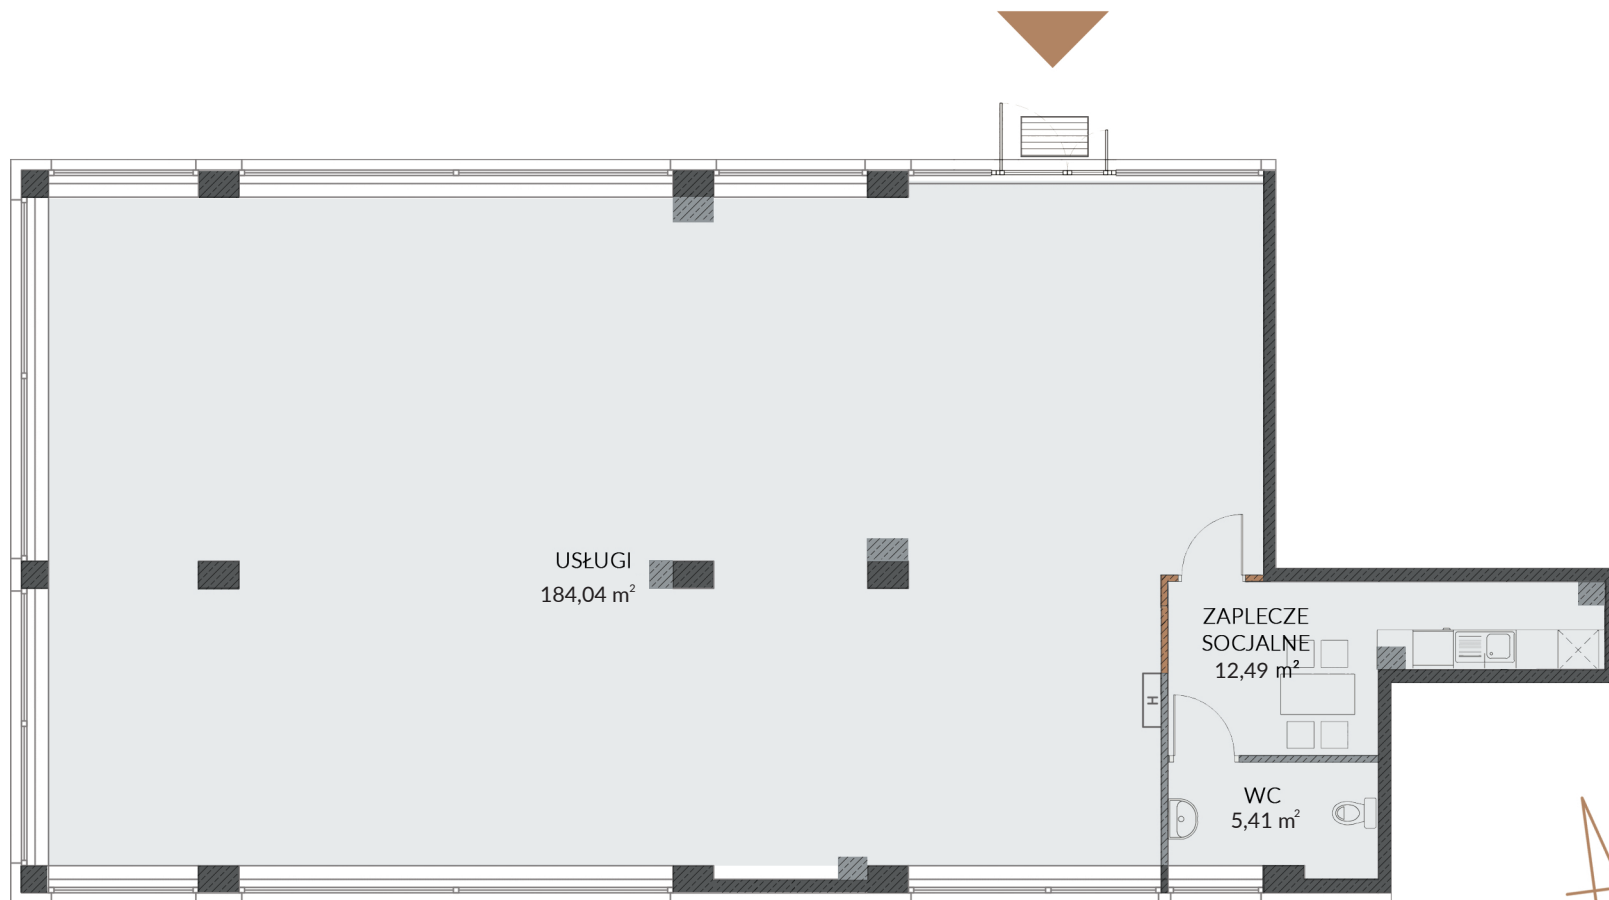 USŁUGI
184,04 m²
ZAPLECZE
SOCJALNE
12,49 m²
H
WC
5,41 m²